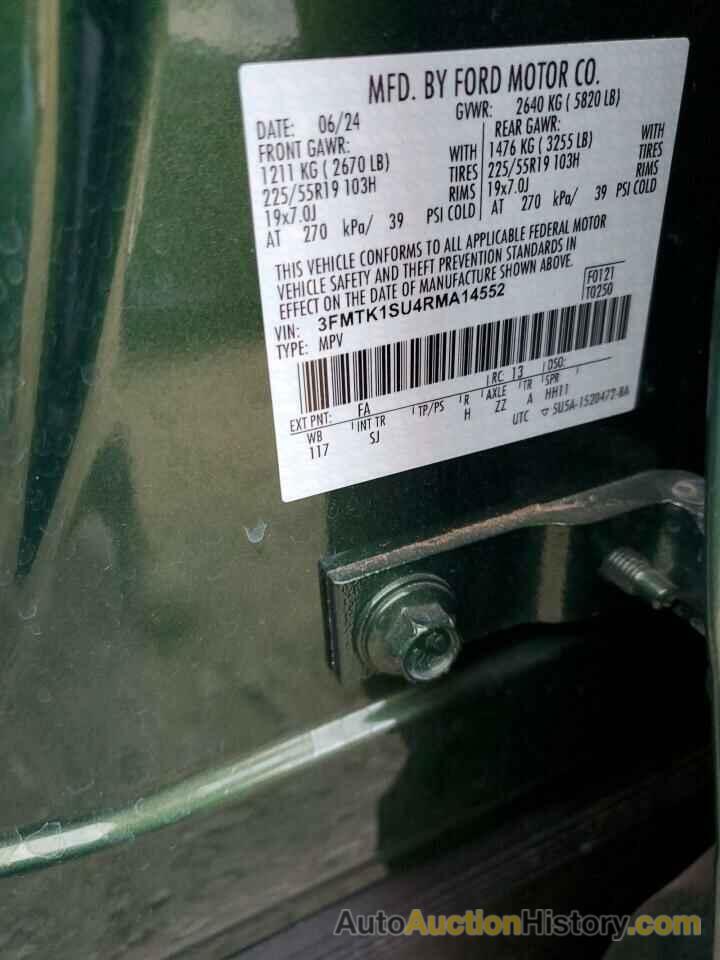 MFD. BY FORD MOTOR CO.
DATE: 06/24 GVWR: 2640 KG ( 5820 LB)
FRONT GAWR: REAR GAWR:
1211 KG ( 2670 LB) WITH 1476 KG ( 3255 LB) WITH
225/55R19 103H TIRES 225/55R19 103H TIRES
19x7.0J RIMS 19x7.0J RIMS
AT 270 kPa/ 39 PSI COLD AT 270 kPa/ 39 PSI COLD
THIS VEHICLE CONFORMS TO ALL APPLICABLE FEDERAL MOTOR
VEHICLE SAFETY AND THEFT PREVENTION STANDARDS IN
EFFECT ON THE DATE OF MANUFACTURE SHOWN ABOVE.
VIN: 3FMTK1SU4RMA14552 F0121
TYPE: MPV T0250
EXT PNT: FA RC: 13 DSO:
WB INT TR TP/PS R AXLE TR SPR
117 SJ H ZZ A HH11
UTC SU5A-1520472-BA
AutoAuctionHistory.com